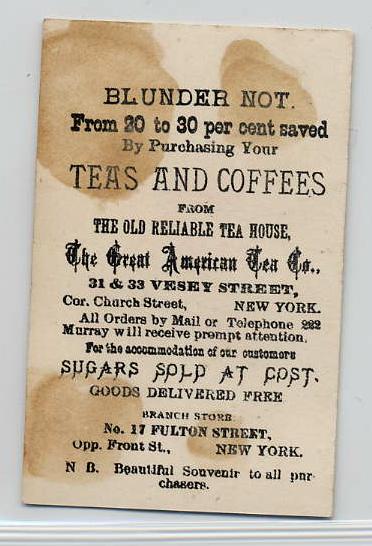 BLUNDER NOT.
From 20 to 30 per cent saved
By Purchasing Your
TEAS AND COFFEES
FROM
THE OLD RELIABLE TEA HOUSE,
The Great American Tea Co.,
31 & 33 VESEY STREET,
Cor. Church Street, NEW YORK.
All Orders by Mail or Telephone 222
Murray will receive prompt attention.
For the accommodation of our customers
SUGARS SOLD AT COST.
GOODS DELIVERED FREE
BRANCH STORE
No. 17 FULTON STREET,
Opp. Front St., NEW YORK.
N B. Beautiful Souvenir to all pur-
chasers.